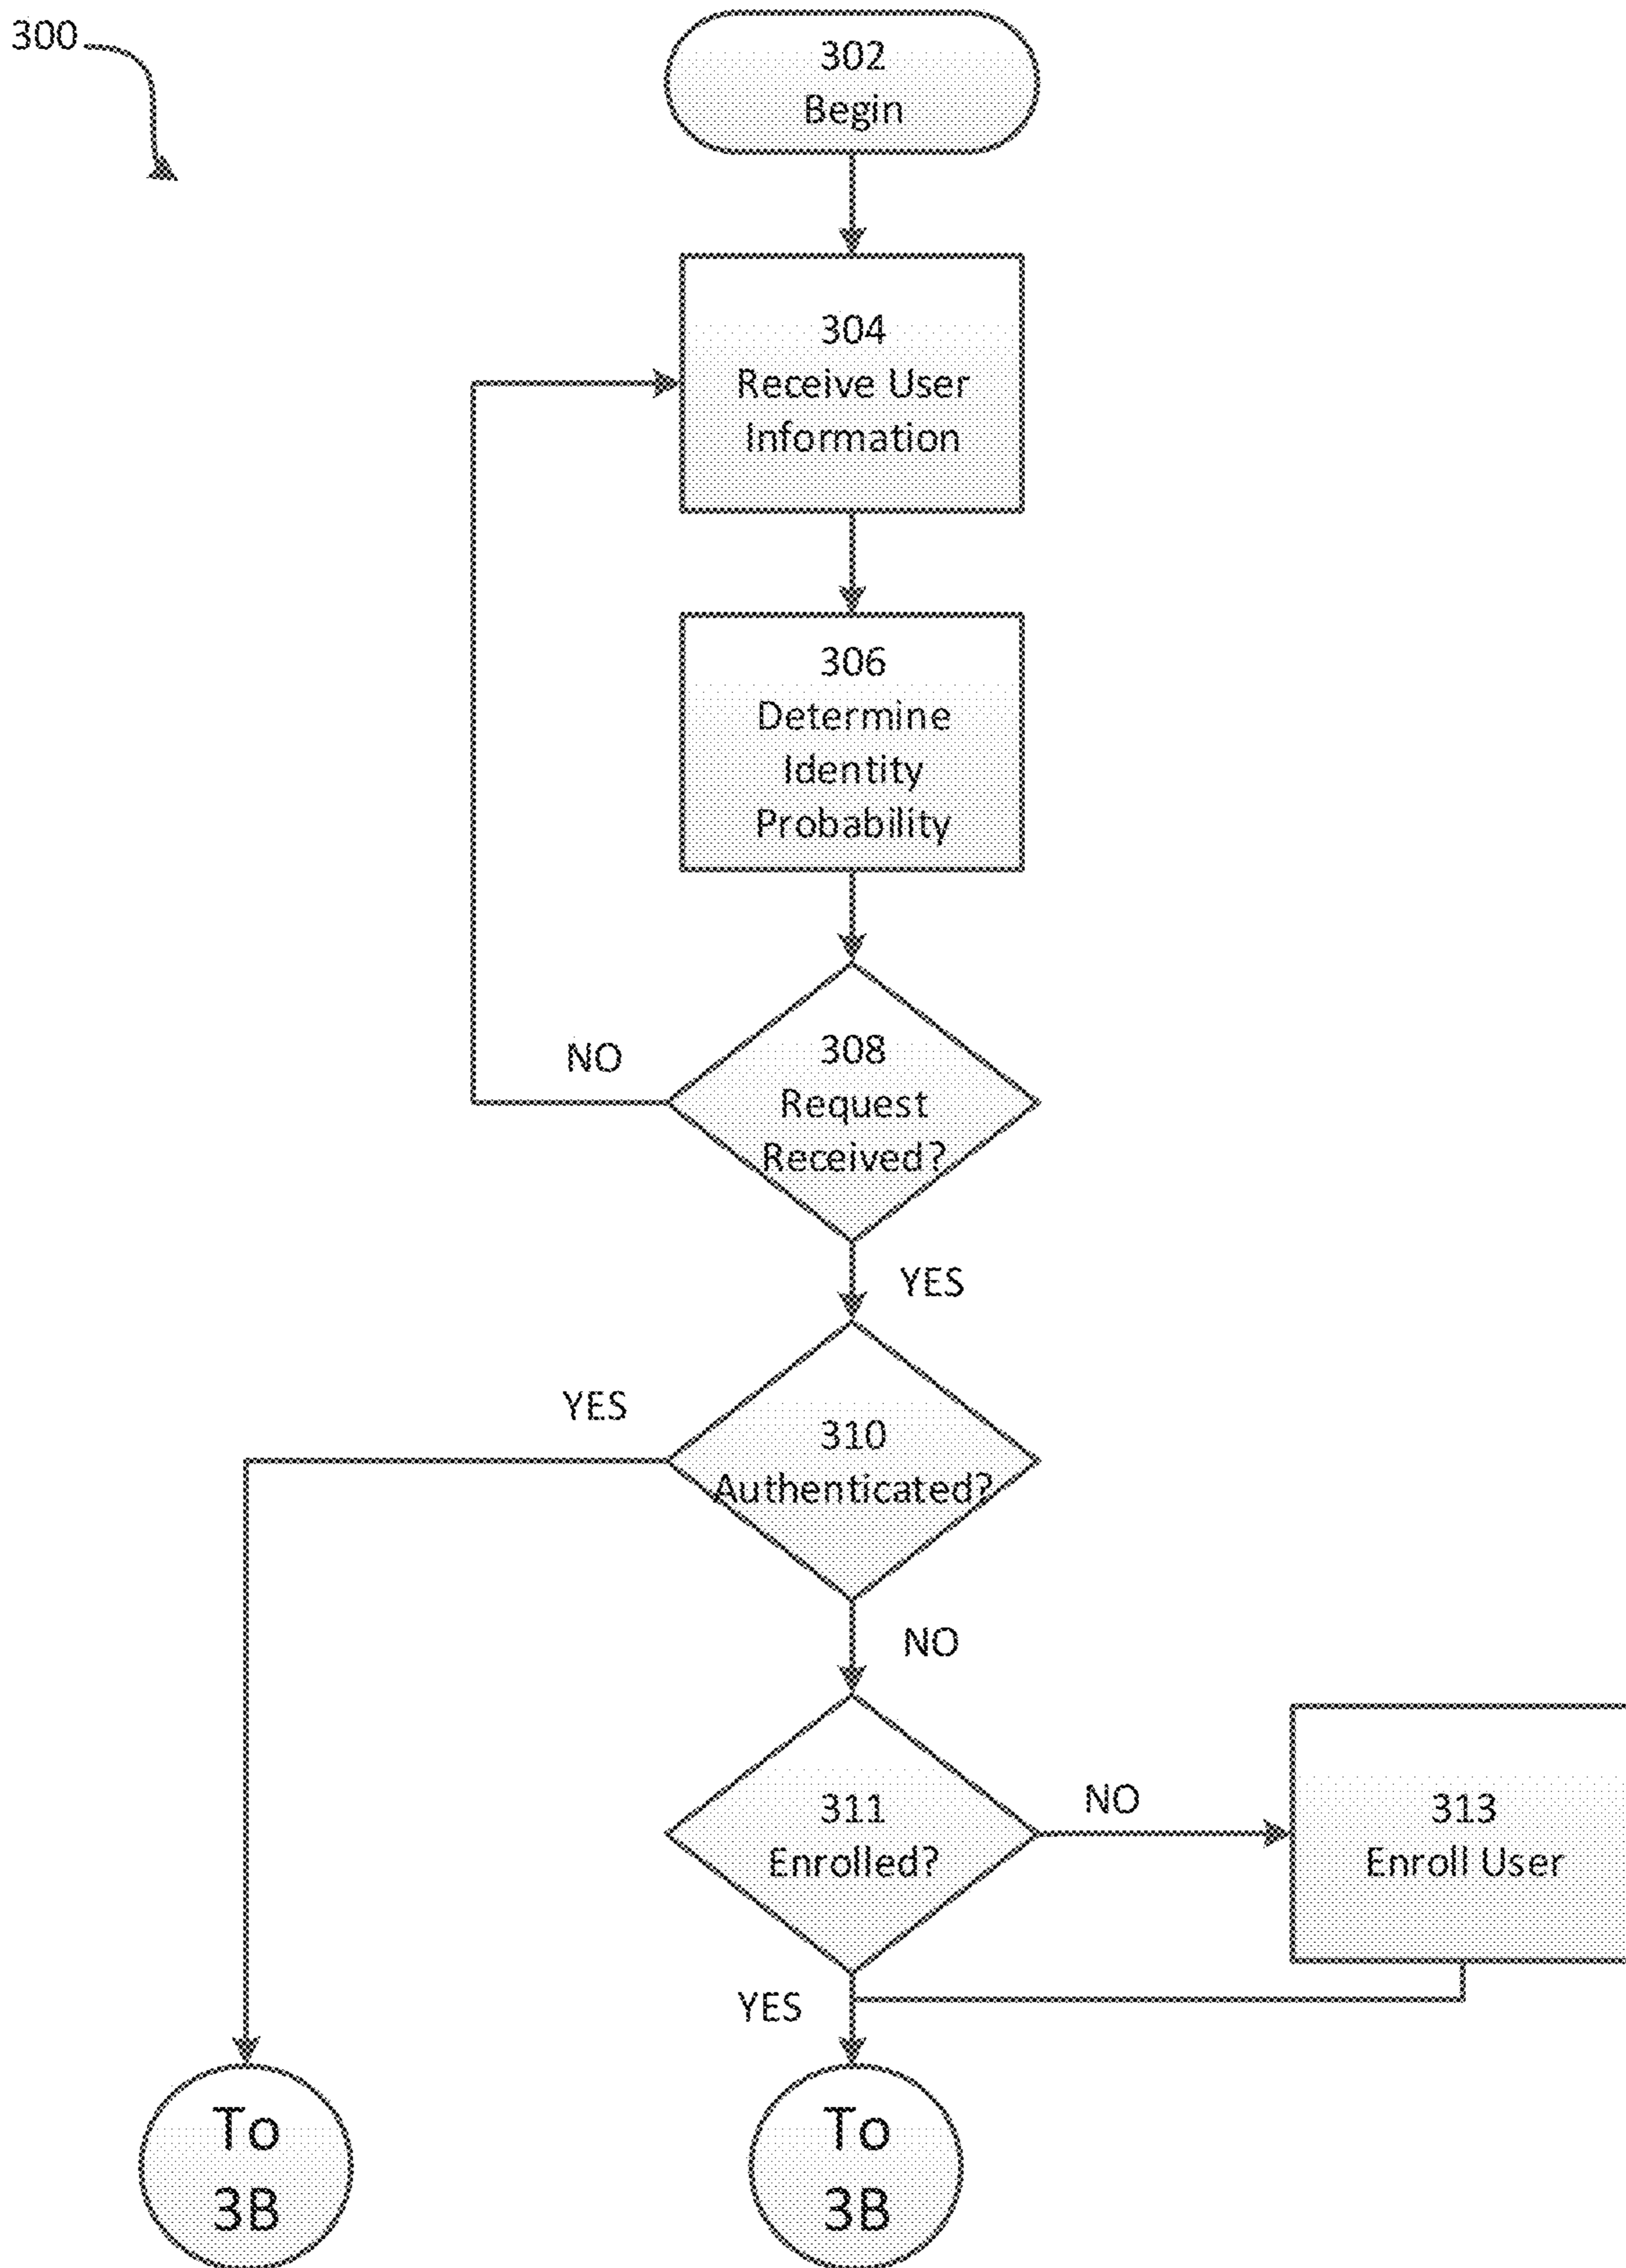 300
302
Begin
304
Receive User
Information
306
Determine
Identity
Probability
NO
308
Request
Received?
YES
YES
310
Authenticated?
NO
311
Enrolled?
NO
313
Enroll User
YES
To
3B
To
3B